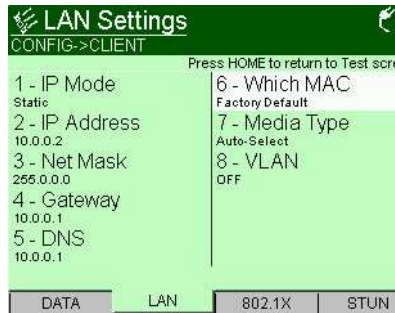 LAN Settings
CONFIG->CLIENT
Press HOME to return to Test scre
1 - IP Mode
Static
2 - IP Address
10.0.0.2
3 - Net Mask
255.0.0.0
4 - Gateway
10.0.0.1
5 - DNS
10.0.0.1
6 - Which MAC
Factory Default
7 - Media Type
Auto-Select
8 - VLAN
OFF
DATA LAN 802.1X STUN